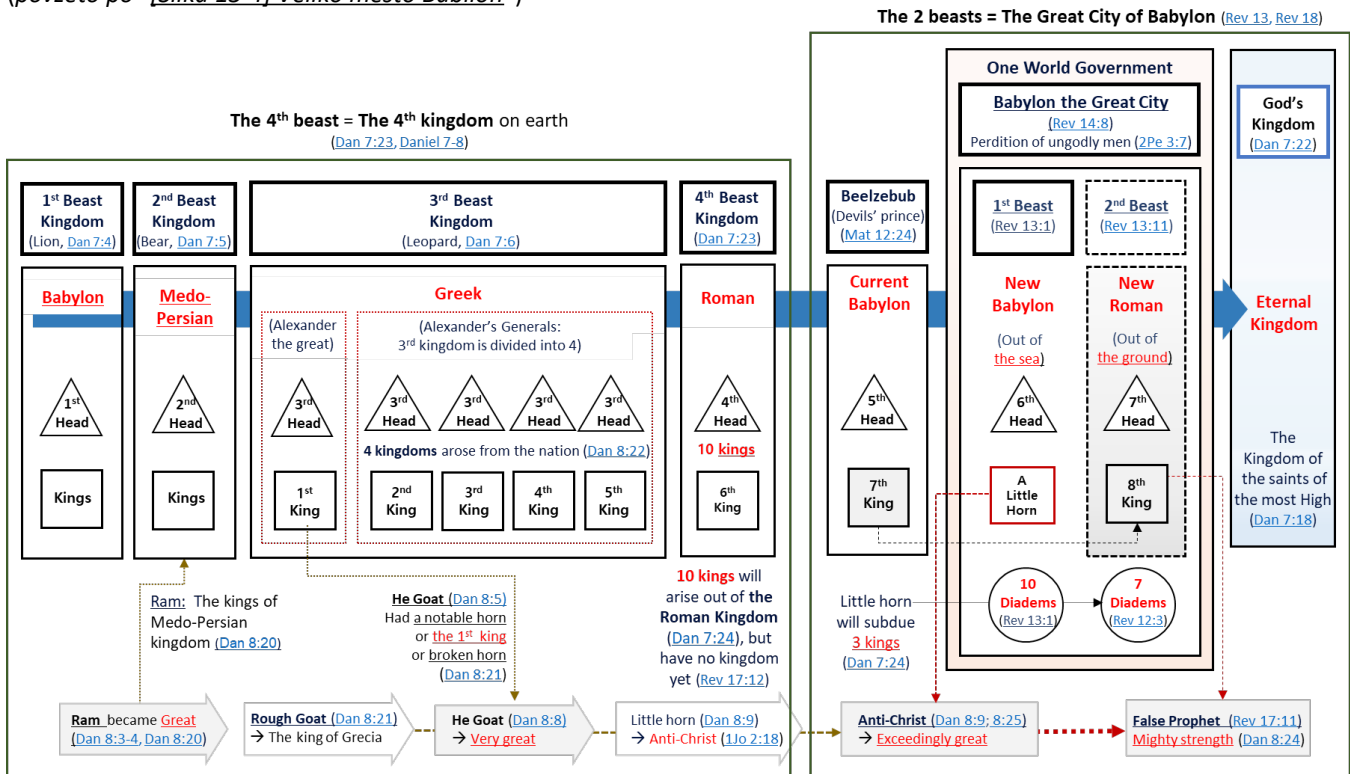 (povzeto po "[Slika 13-4] Veliko mesto Babilon")
The 2 beasts = The Great City of Babylon (Rev 13, Rev 18)
The 4th beast = The 4th kingdom on earth
(Dan 7:23, Daniel 7-8)
One World Government
Babylon the Great City
(Rev 14:8)
Perdition of ungodly men (2Pe 3:7)
God's
Kingdom
(Dan 7:22)
1st Beast
Kingdom
(Lion, Dan 7:4)
2nd Beast
Kingdom
(Bear, Dan 7:5)
3rd Beast
Kingdom
(Leopard, Dan 7:6)
4th Beast
Kingdom
(Dan 7:23)
Beelzebub
(Devils' prince)
(Mat 12:24)
1st Beast
(Rev 13:1)
2nd Beast
(Rev 13:11)
Babylon
Medo-
Persian
Greek
Roman
Current
Babylon
New
Babylon
New
Roman
Eternal
Kingdom
(Alexander
the great)
(Alexander's Generals:
3rd kingdom is divided into 4)
(Out of
the sea)
(Out of
the ground)
1st
Head
2nd
Head
3rd
Head
3rd
Head
3rd
Head
3rd
Head
3rd
Head
4th
Head
5th
Head
6th
Head
7th
Head
4 kingdoms arose from the nation (Dan 8:22)
10 kings
Kings
Kings
1st
King
2nd
King
3rd
King
4th
King
5th
King
6th
King
7th
King
A
Little
Horn
8th
King
The
Kingdom of
the saints of
the most High
(Dan 7:18)
Ram: The kings of
Medo-Persian
kingdom (Dan 8:20)
He Goat (Dan 8:5)
Had a notable horn
or the 1st king
or broken horn
(Dan 8:21)
10 kings will
arise out of the
Roman Kingdom
(Dan 7:24), but
have no kingdom
yet (Rev 17:12)
Little horn
will subdue
3 kings
(Dan 7:24)
10
Diadems
(Rev 13:1)
7
Diadems
(Rev 12:3)
Ram became Great
(Dan 8:3-4, Dan 8:20)
Rough Goat (Dan 8:21)
→ The king of Grecia
He Goat (Dan 8:8)
→ Very great
Little horn (Dan 8:9)
→ Anti-Christ (1Jo 2:18)
Anti-Christ (Dan 8:9; 8:25)
→ Exceedingly great
False Prophet (Rev 17:11)
Mighty strength (Dan 8:24)